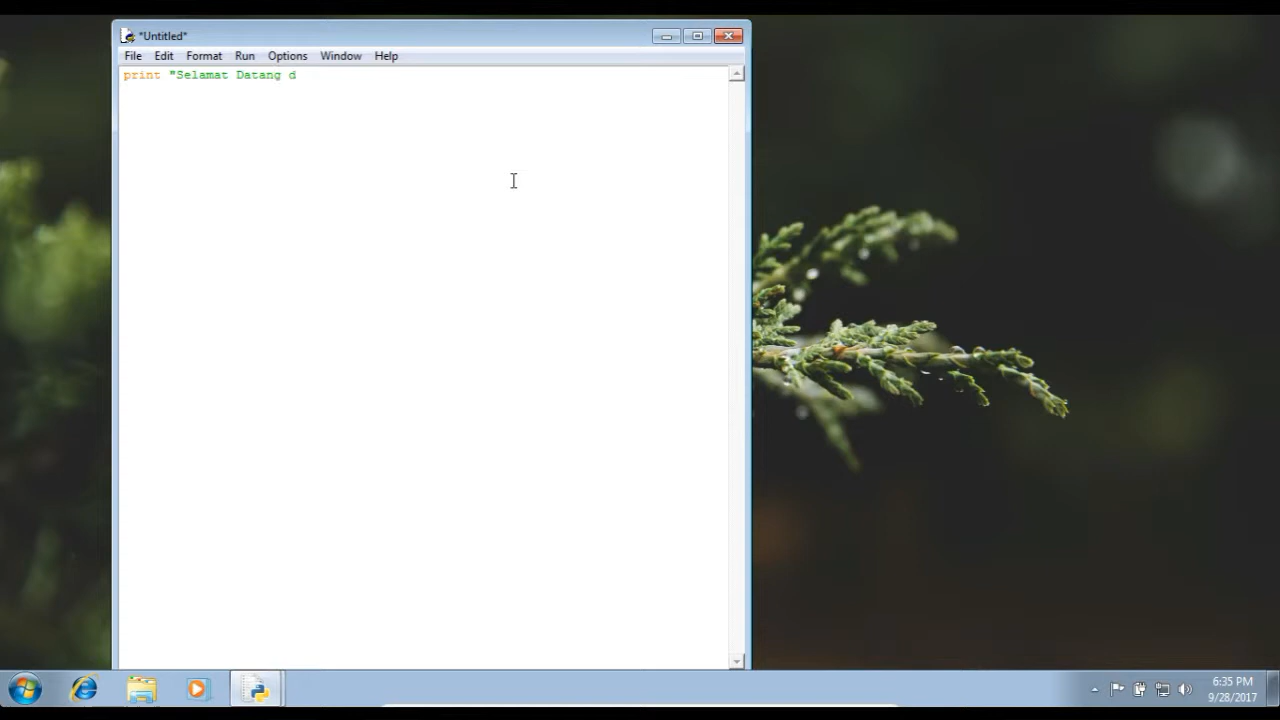 *Untitled*
File Edit Format Run Options Window Help
print "Selamat Datang d
6:35 PM
9/28/2017